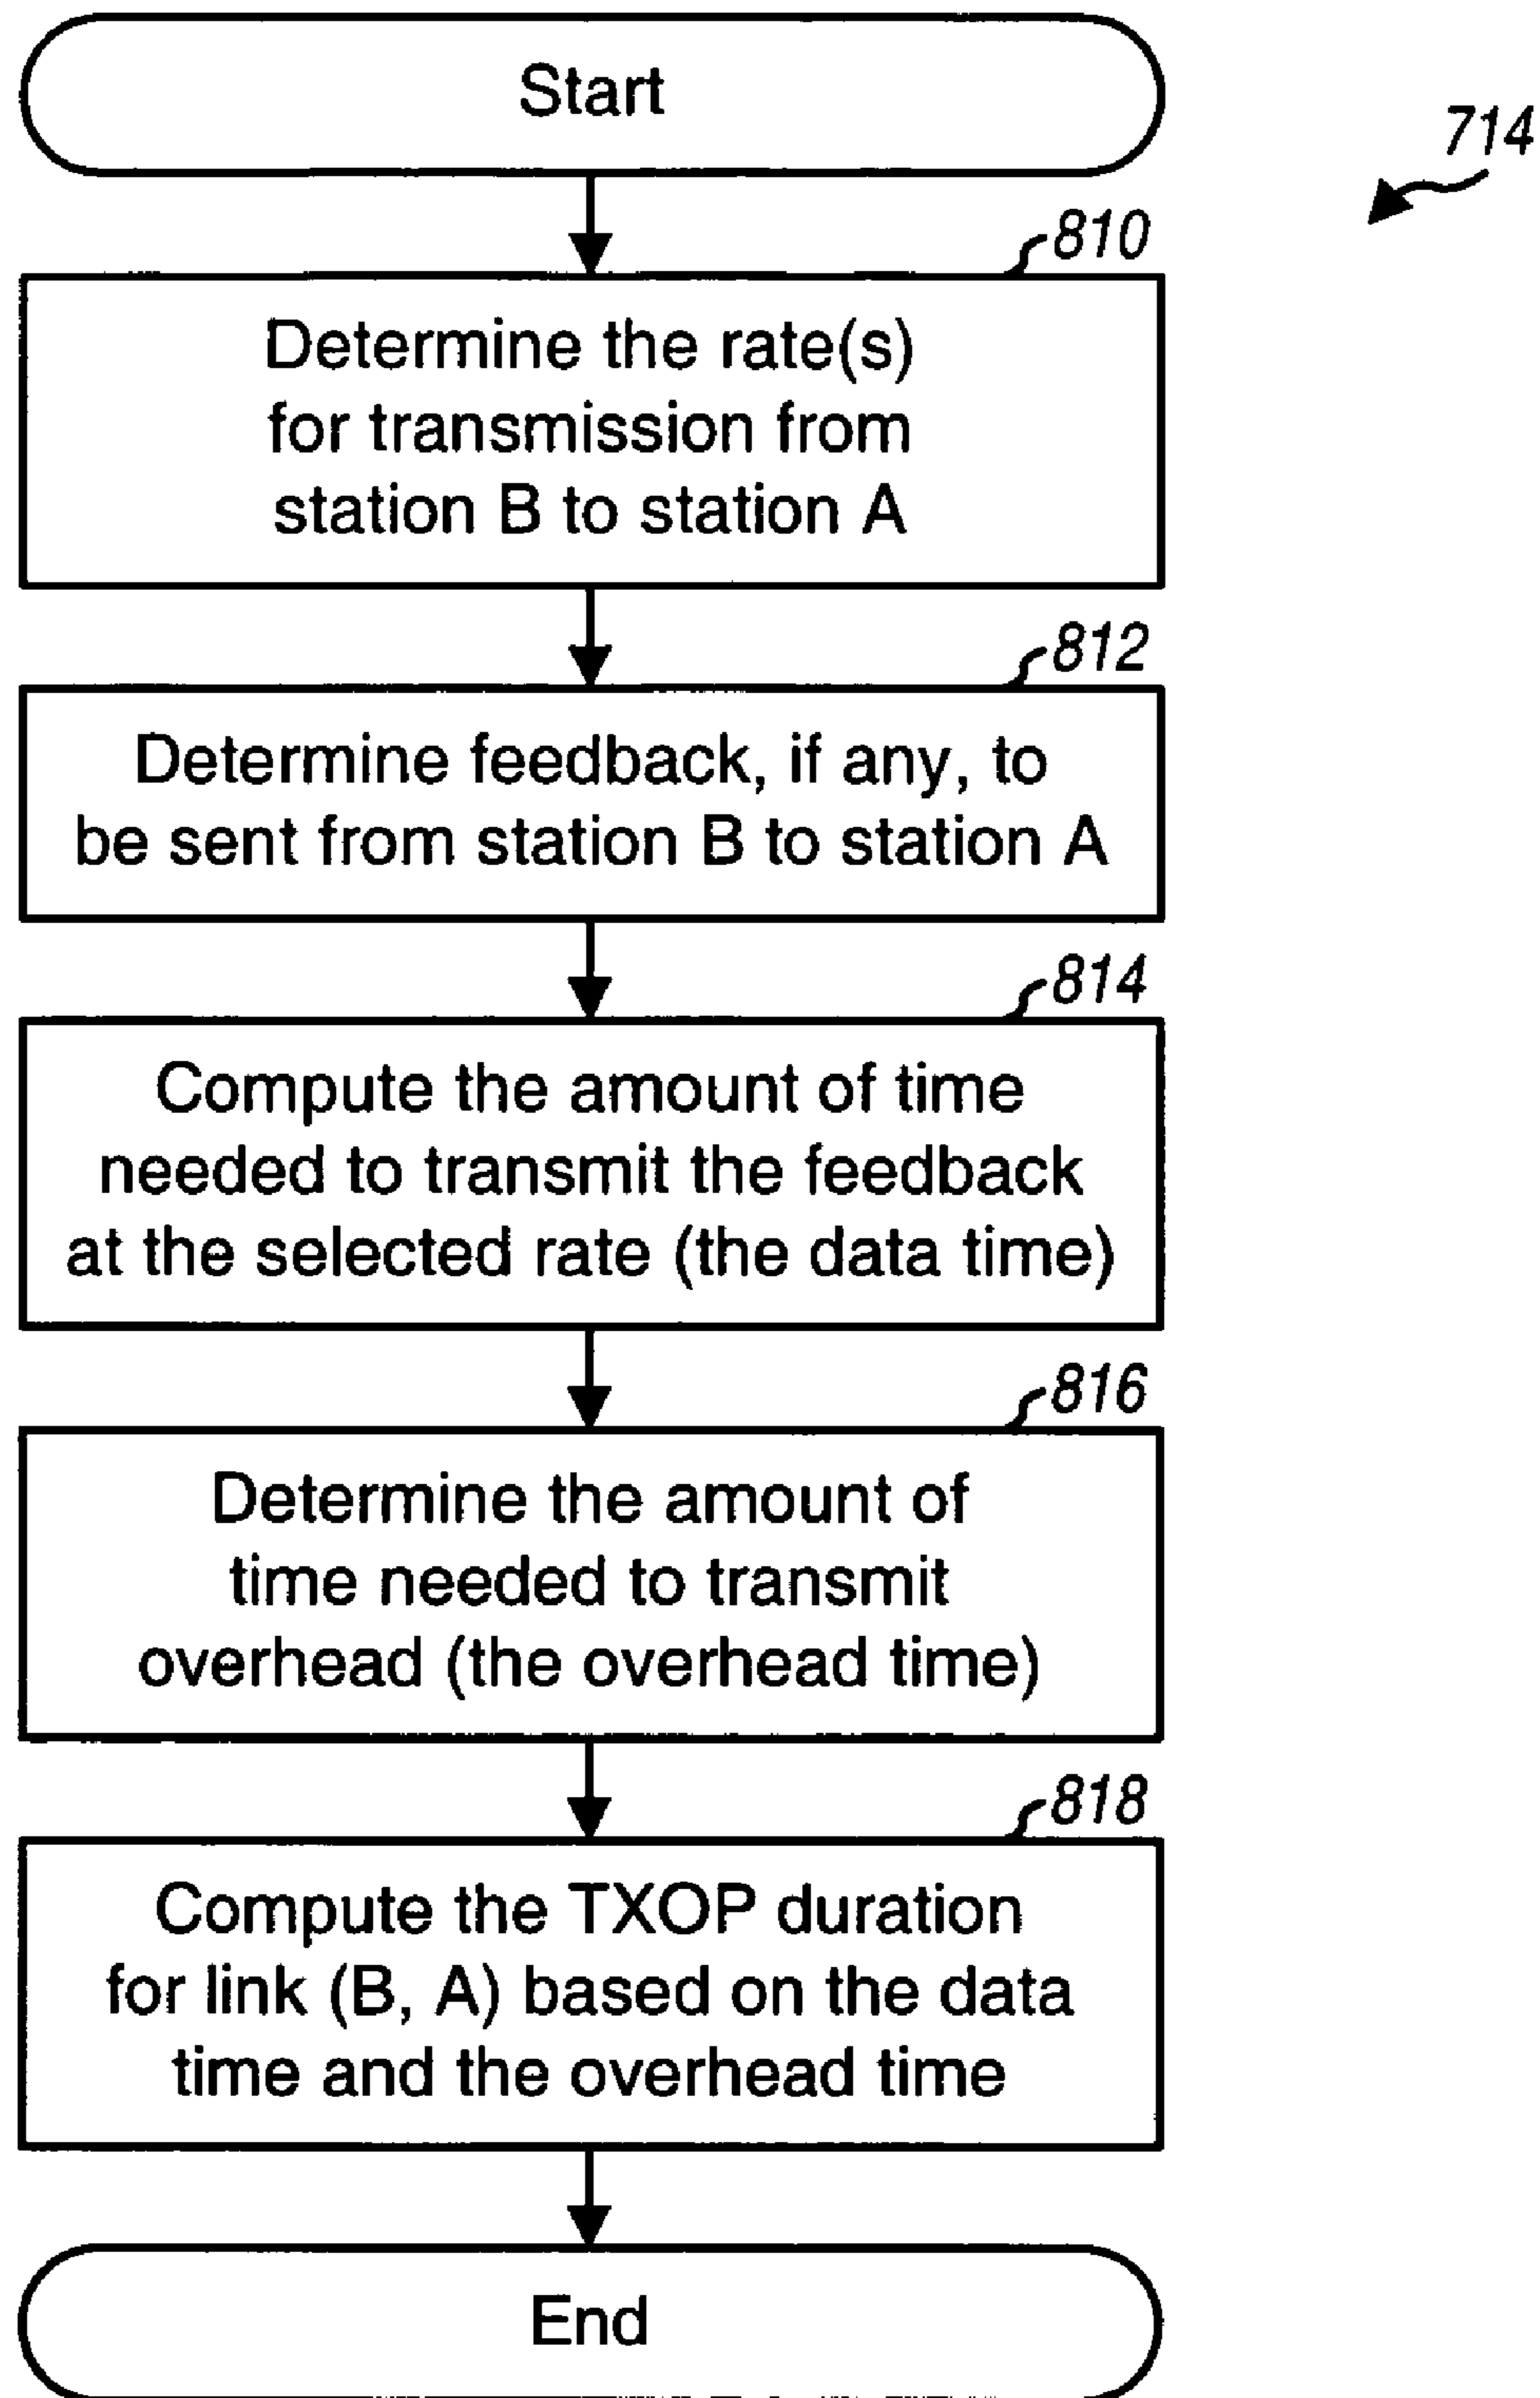 Start
714
810
Determine the rate(s)
for transmission from
station B to station A
812
Determine feedback, if any, to
be sent from station B to station A
814
Compute the amount of time
needed to transmit the feedback
at the selected rate (the data time)
816
Determine the amount of
time needed to transmit
overhead (the overhead time)
818
Compute the TXOP duration
for link (B, A) based on the data
time and the overhead time
End